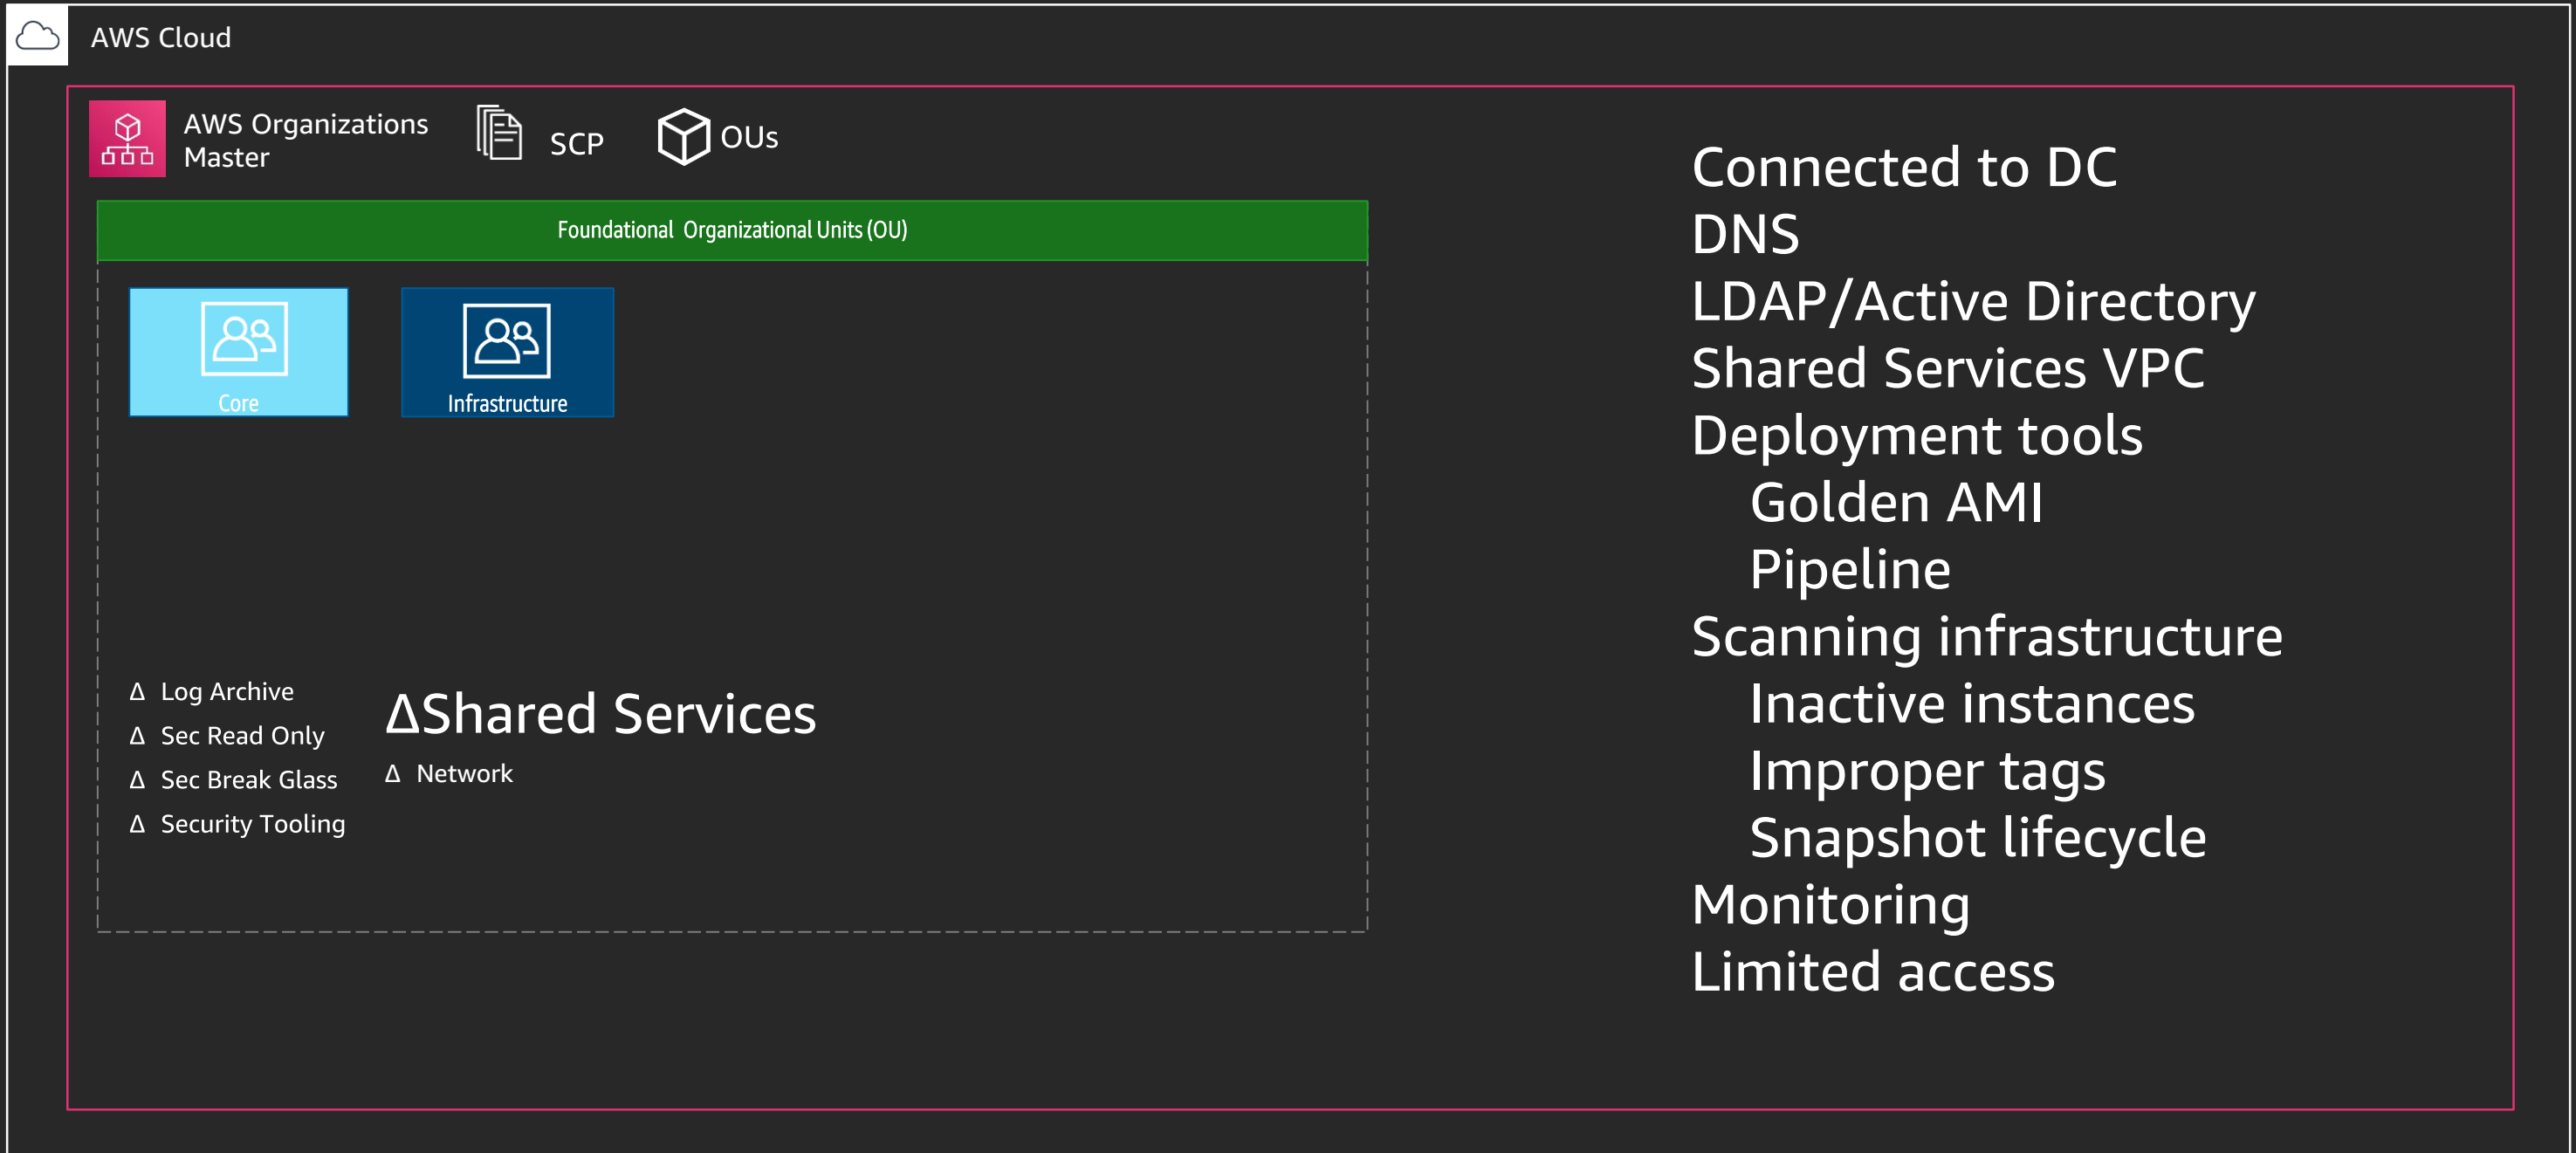 AWS Cloud
AWS Organizations
Master
SCP
OUs
Foundational Organizational Units (OU)
Core
Infrastructure
Δ Log Archive
Δ Sec Read Only
Δ Sec Break Glass
Δ Security Tooling
ΔShared Services
Δ Network
Connected to DC
DNS
LDAP/Active Directory
Shared Services VPC
Deployment tools
Golden AMI
Pipeline
Scanning infrastructure
Inactive instances
Improper tags
Snapshot lifecycle
Monitoring
Limited access